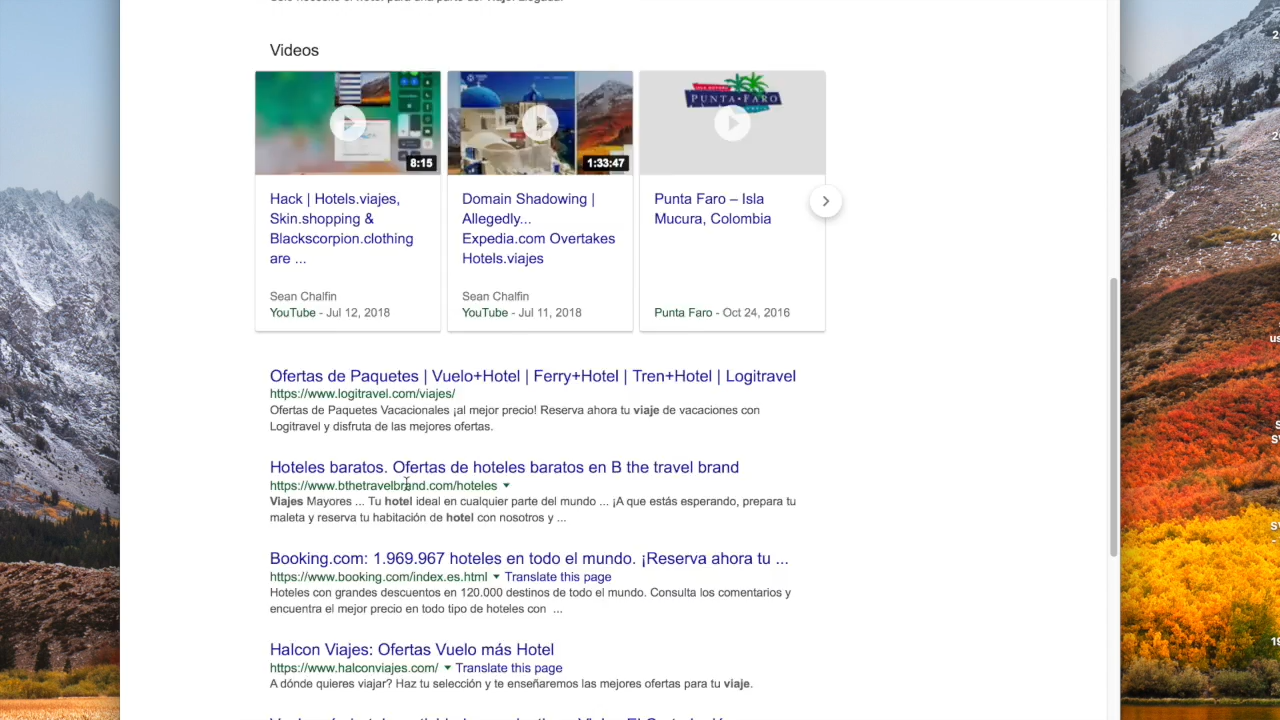 Videos
8:15
1:33:47
PUNTA FARO
Hack | Hotels.viajes,
Skin.shopping &
Blackscorpion.clothing
are ...
Domain Shadowing |
Allegedly...
Expedia.com Overtakes
Hotels.viajes
Punta Faro – Isla
Mucura, Colombia
Sean Chalfin
YouTube - Jul 12, 2018
Sean Chalfin
YouTube - Jul 11, 2018
Punta Faro - Oct 24, 2016
Ofertas de Paquetes | Vuelo+Hotel | Ferry+Hotel | Tren+Hotel | Logitravel
https://www.logitravel.com/viajes/
Ofertas de Paquetes Vacacionales ¡al mejor precio! Reserva ahora tu viaje de vacaciones con
Logitravel y disfruta de las mejores ofertas.
Hoteles baratos. Ofertas de hoteles baratos en B the travel brand
https://www.bthetravelbrand.com/hoteles
Viajes Mayores ... Tu hotel ideal en cualquier parte del mundo ... ¡A que estás esperando, prepara tu
maleta y reserva tu habitación de hotel con nosotros y ...
Booking.com: 1.969.967 hoteles en todo el mundo. ¡Reserva ahora tu ...
https://www.booking.com/index.es.html Translate this page
Hoteles con grandes descuentos en 120.000 destinos de todo el mundo. Consulta los comentarios y
encuentra el mejor precio en todo tipo de hoteles con ...
Halcon Viajes: Ofertas Vuelo más Hotel
https://www.halconviajes.com/ Translate this page
A dónde quieres viajar? Haz tu selección y te enseñaremos las mejores ofertas para tu viaje.